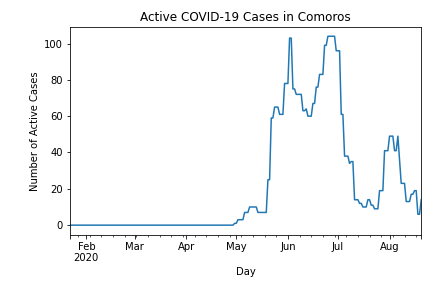 Active COVID-19 Cases in Comoros
Number of Active Cases
100
80
60
40
20
0
Feb Mar Apr May Jun Jul Aug
2020
Day